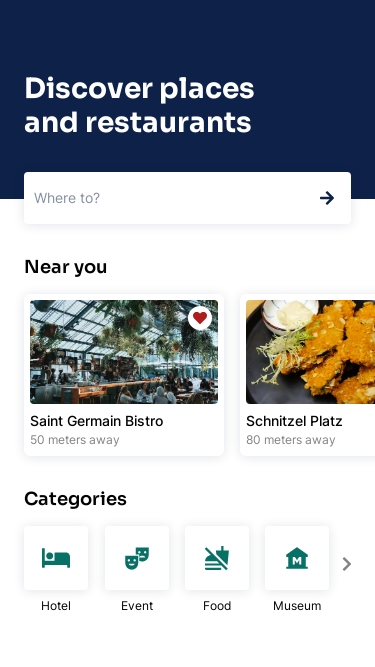 Discover places
and restaurants
Where to?
Near you
Saint Germain Bistro
50 meters away
Schnitzel Platz
80 meters away
Categories
M
Hotel
Event
Food
Museum